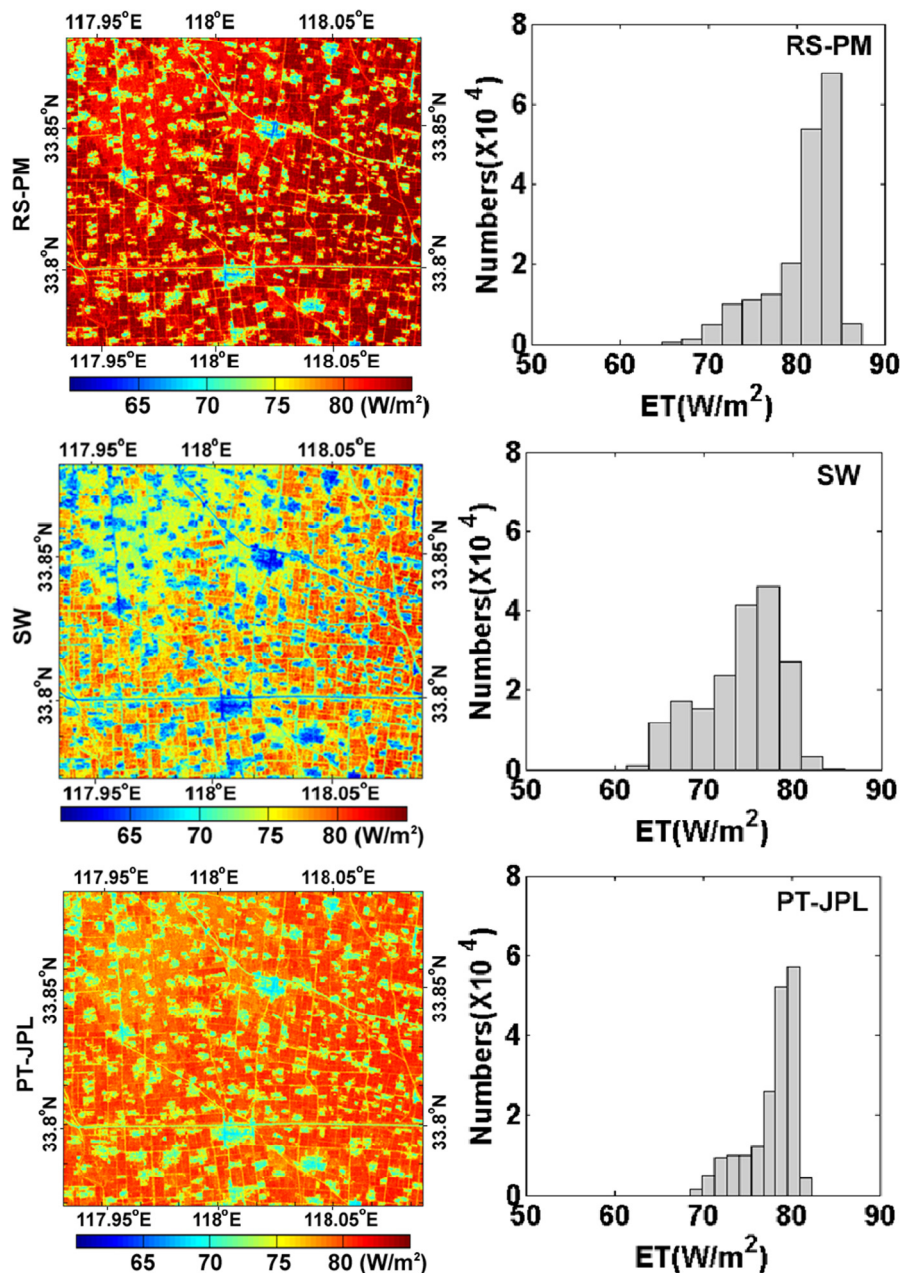 117.95°E 118°E 118.05°E
33.85°N 33.85°N
RS-PM
33.8°N 33.8°N
117.95°E 118°E 118.05°E
65 70 75 80 (W/m²)
8
RS-PM
6
Numbers(X10⁴)
4
2
0
50 60 70 80 90
ET(W/m²)
117.95°E 118°E 118.05°E
33.85°N 33.85°N
SW
33.8°N 33.8°N
117.95°E 118°E 118.05°E
65 70 75 80 (W/m²)
8
SW
6
Numbers(X10⁴)
4
2
0
50 60 70 80 90
ET(W/m²)
117.95°E 118°E 118.05°E
33.85°N 33.85°N
PT-JPL
33.8°N 33.8°N
117.95°E 118°E 118.05°E
65 70 75 80 (W/m²)
8
PT-JPL
6
Numbers(X10⁴)
4
2
0
50 60 70 80 90
ET(W/m²)